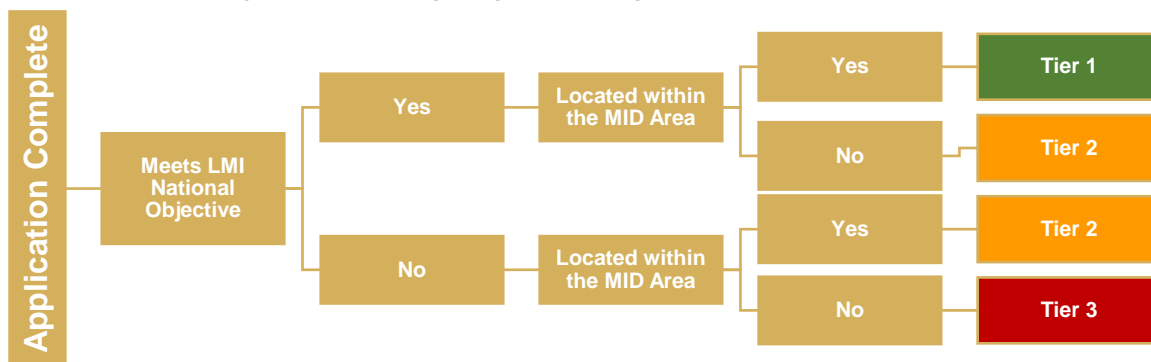 Application Complete
Meets LMI
National
Objective
Yes
Located within
the MID Area
Yes
Tier 1
No
Tier 2
No
Located within
the MID Area
Yes
Tier 2
No
Tier 3